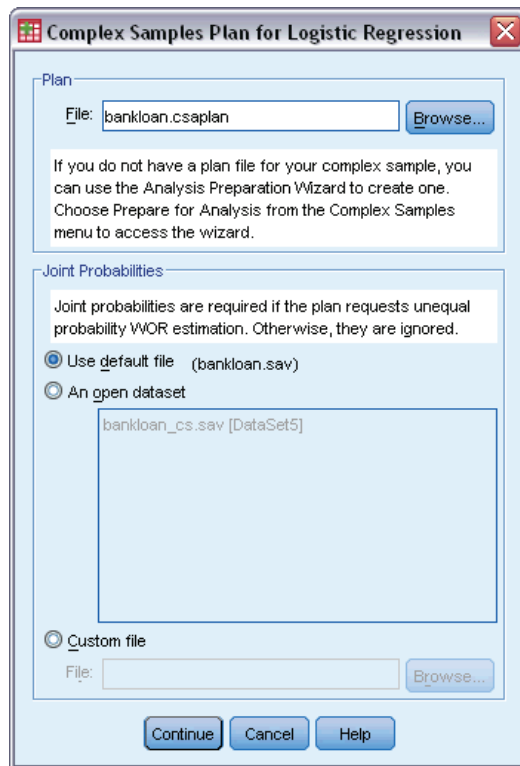 Complex Samples Plan for Logistic Regression
Plan
File: bankloan.csaplan Browse...
If you do not have a plan file for your complex sample, you
can use the Analysis Preparation Wizard to create one.
Choose Prepare for Analysis from the Complex Samples
menu to access the wizard.
Joint Probabilities
Joint probabilities are required if the plan requests unequal
probability WOR estimation. Otherwise, they are ignored.
Use default file (bankloan.sav)
An open dataset
bankloan_cs.sav [DataSet5]
Custom file
File: Browse...
Continue Cancel Help